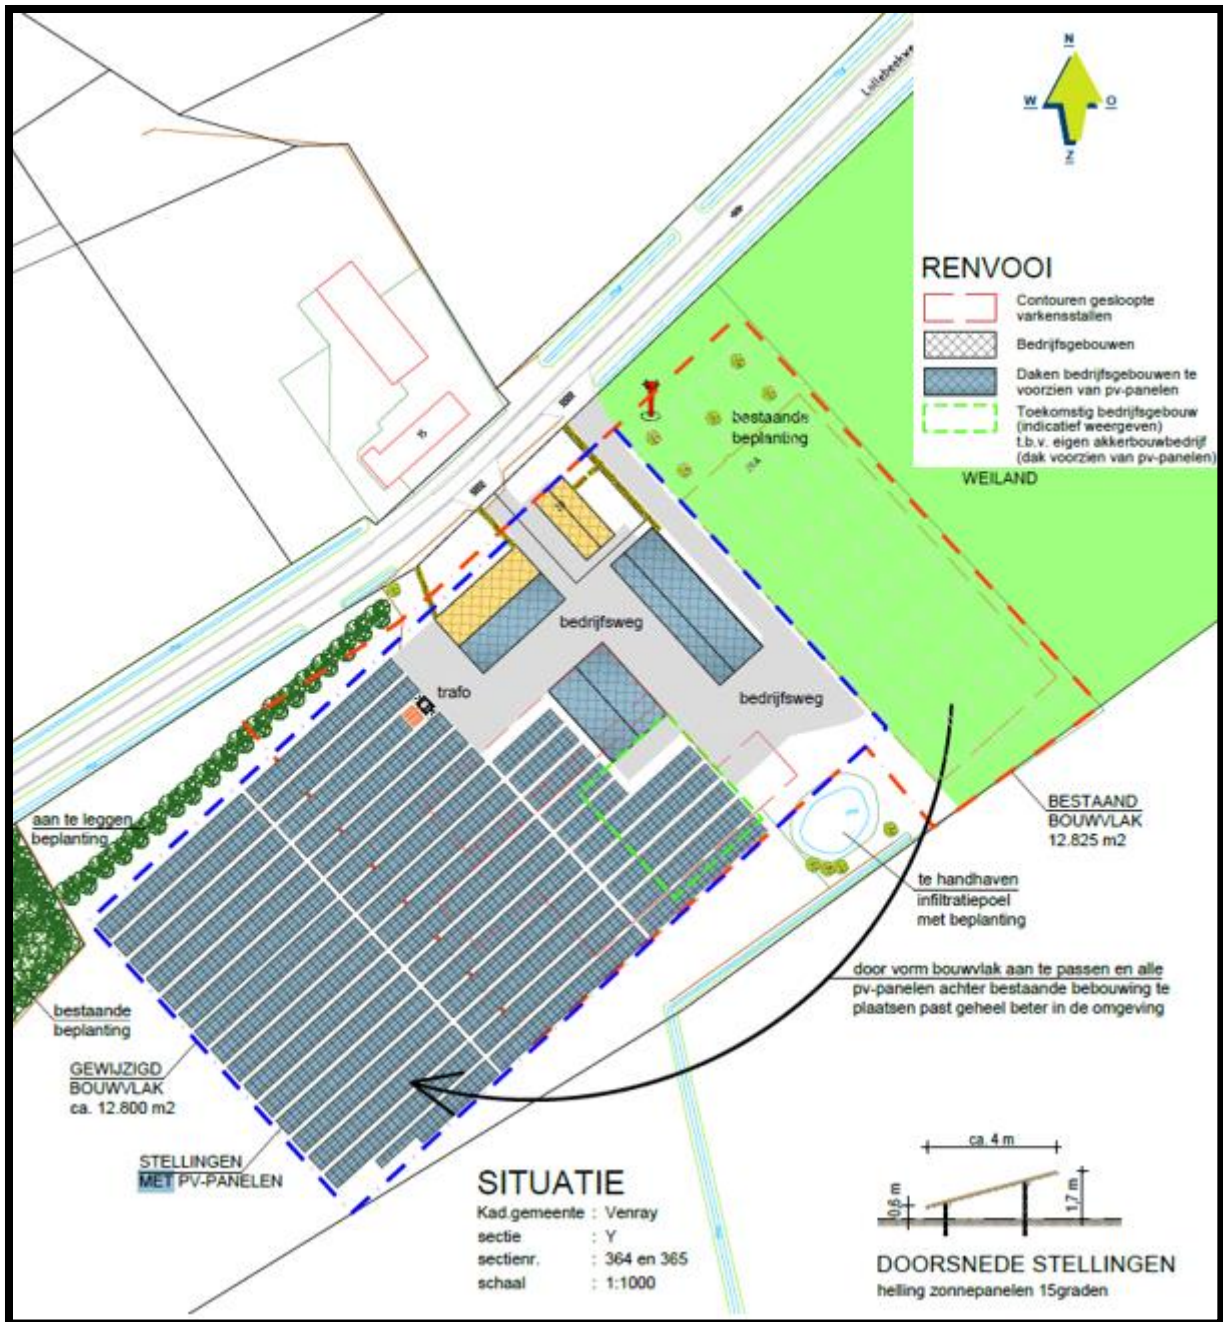 N
W O
Z
Lollebeekwe
RENVOOI
Contouren gesloopte
varkensstallen
Bedrijfsgebouwen
Daken bedrijfsgebouwen te
voorzien van pv-panelen
Toekomstig bedrijfsgebouw
(indicatief weergeven)
t.b.v. eigen akkerbouwbedrijf
(dak voorzien van pv-panelen)
WEILAND
bestaande
beplanting
15
bedrijfsweg
trafo
bedrijfsweg
aan te leggen
beplanting
BESTAAND
BOUWVLAK
12.825 m2
te handhaven
infiltratiepoel
met beplanting
door vorm bouwvlak aan te passen en alle
pv-panelen achter bestaande bebouwing te
plaatsen past geheel beter in de omgeving
bestaande
beplanting
GEWIJZIGD
BOUWVLAK
ca. 12.800 m2
STELLINGEN
MET PV-PANELEN
SITUATIE
Kad.gemeente : Venray
sectie : Y
sectienr. : 364 en 365
schaal : 1:1000
ca. 4 m
0,6 m
1,7 m
DOORSNEDE STELLINGEN
helling zonnepanelen 15graden